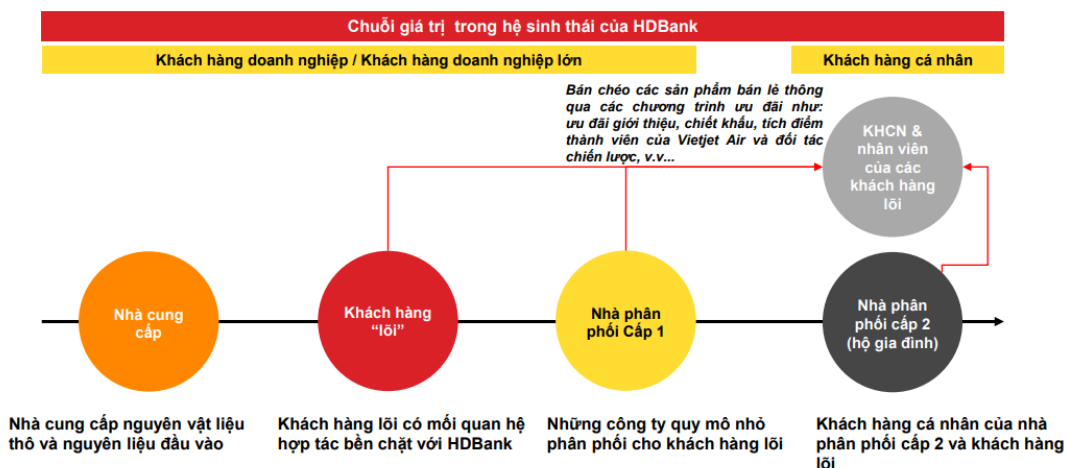 Chuỗi giá trị trong hệ sinh thái của HDBank
Khách hàng doanh nghiệp / Khách hàng doanh nghiệp lớn
Khách hàng cá nhân
Bán chéo các sản phẩm bán lẻ thông
qua các chương trình ưu đãi như:
ưu đãi giới thiệu, chiết khấu, tích điểm
thành viên của Vietjet Air và đối tác
chiến lược, v.v...
KHCN &
nhân viên
của các
khách hàng
lõi
Nhà cung
cấp
Khách hàng
“lõi”
Nhà phân
phối Cấp 1
Nhà phân
phối cấp 2
(hộ gia đình)
Nhà cung cấp nguyên vật liệu
thô và nguyên liệu đầu vào
Khách hàng lõi có mối quan hệ
hợp tác bền chặt với HDBank
Những công ty quy mô nhỏ
phân phối cho khách hàng lõi
Khách hàng cá nhân của nhà
phân phối cấp 2 và khách hàng
lõi